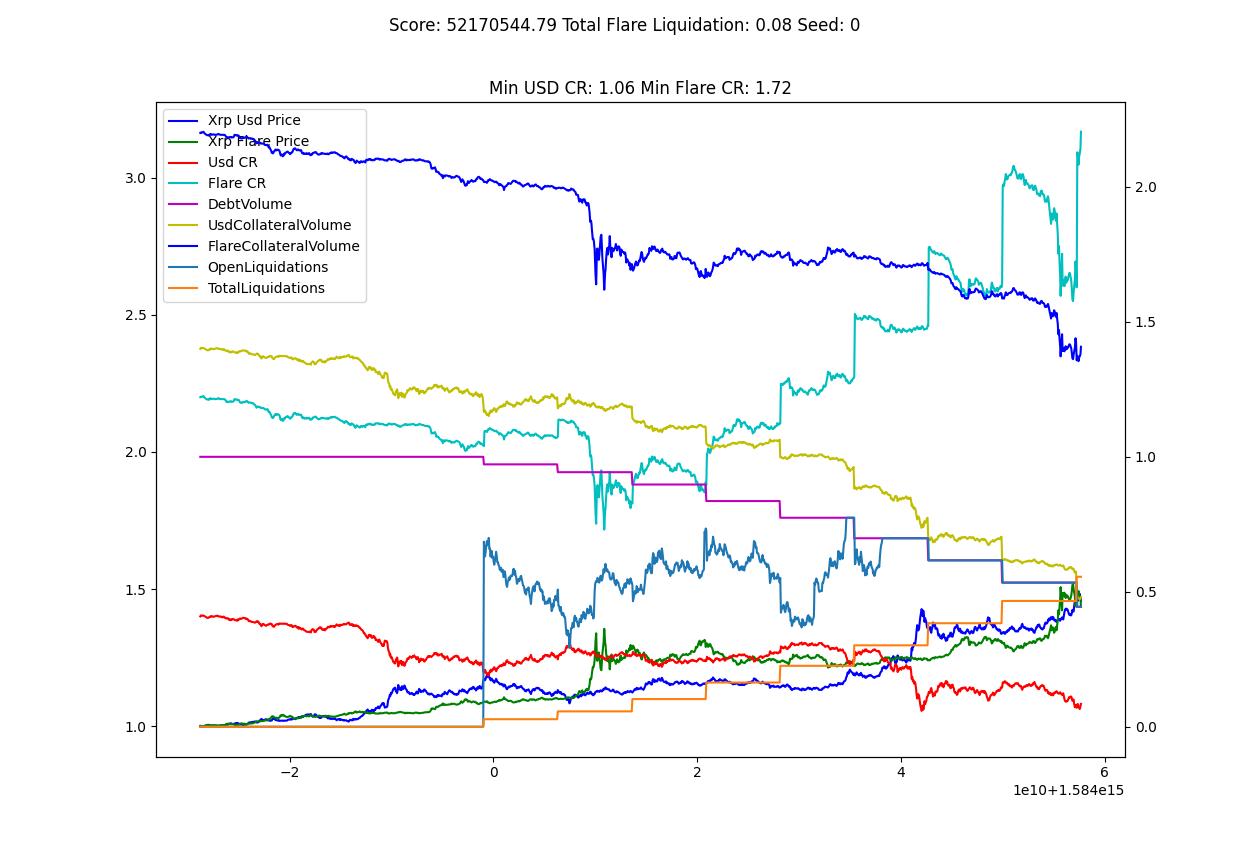 Score: 52170544.79 Total Flare Liquidation: 0.08 Seed: 0
Min USD CR: 1.06 Min Flare CR: 1.72
Xrp Usd Price
Xrp Flare Price
Usd CR
Flare CR
DebtVolume
UsdCollateralVolume
FlareCollateralVolume
OpenLiquidations
TotalLiquidations
3.0
2.5
2.0
1.5
1.0
2.0
1.5
1.0
0.5
0.0
−2
0
2
4
6
1e10+1.584e15